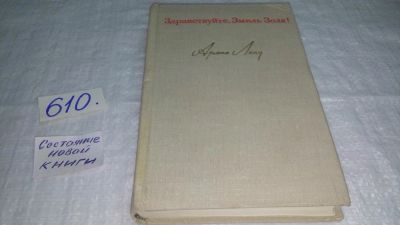 Здравствуйте, Эмиль Золя!
Арман Лану
610.
Состояние
новой
книги